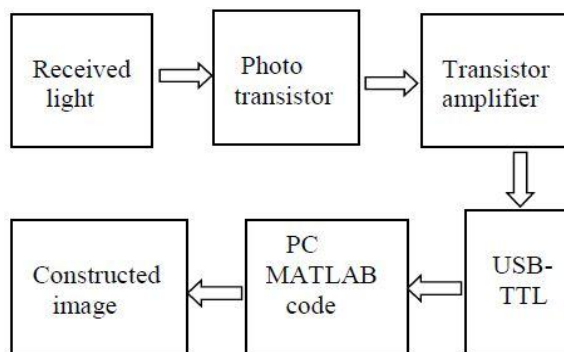 Received
light
Photo
transistor
Transistor
amplifier
USB-
TTL
PC
MATLAB
code
Constructed
image